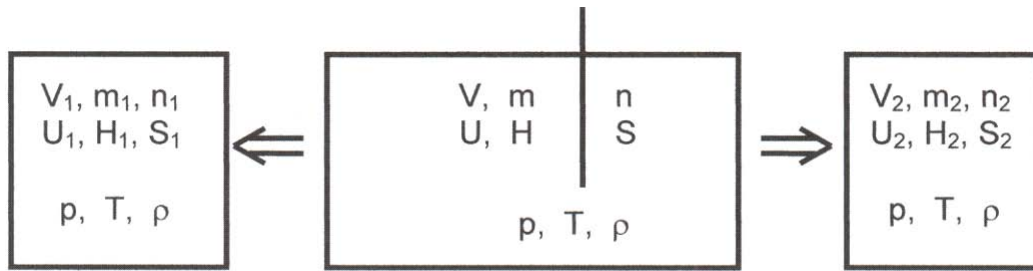 V₁, m₁, n₁
U₁, H₁, S₁
p, T, ρ
V, m n
U, H S
p, T, ρ
V₂, m₂, n₂
U₂, H₂, S₂
p, T, ρ